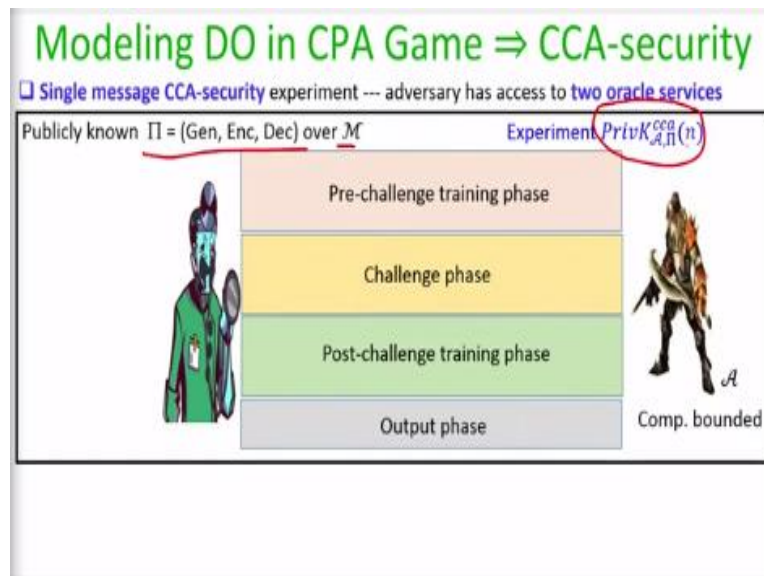 Modeling DO in CPA Game ⇒ CCA-security
❑ Single message CCA-security experiment --- adversary has access to two oracle services
Publicly known Π = (Gen, Enc, Dec) over ℳ Experiment PrivK^{cca}_{𝒜,Π}(n)
Pre-challenge training phase
Challenge phase
Post-challenge training phase
𝒜
Output phase
Comp. bounded